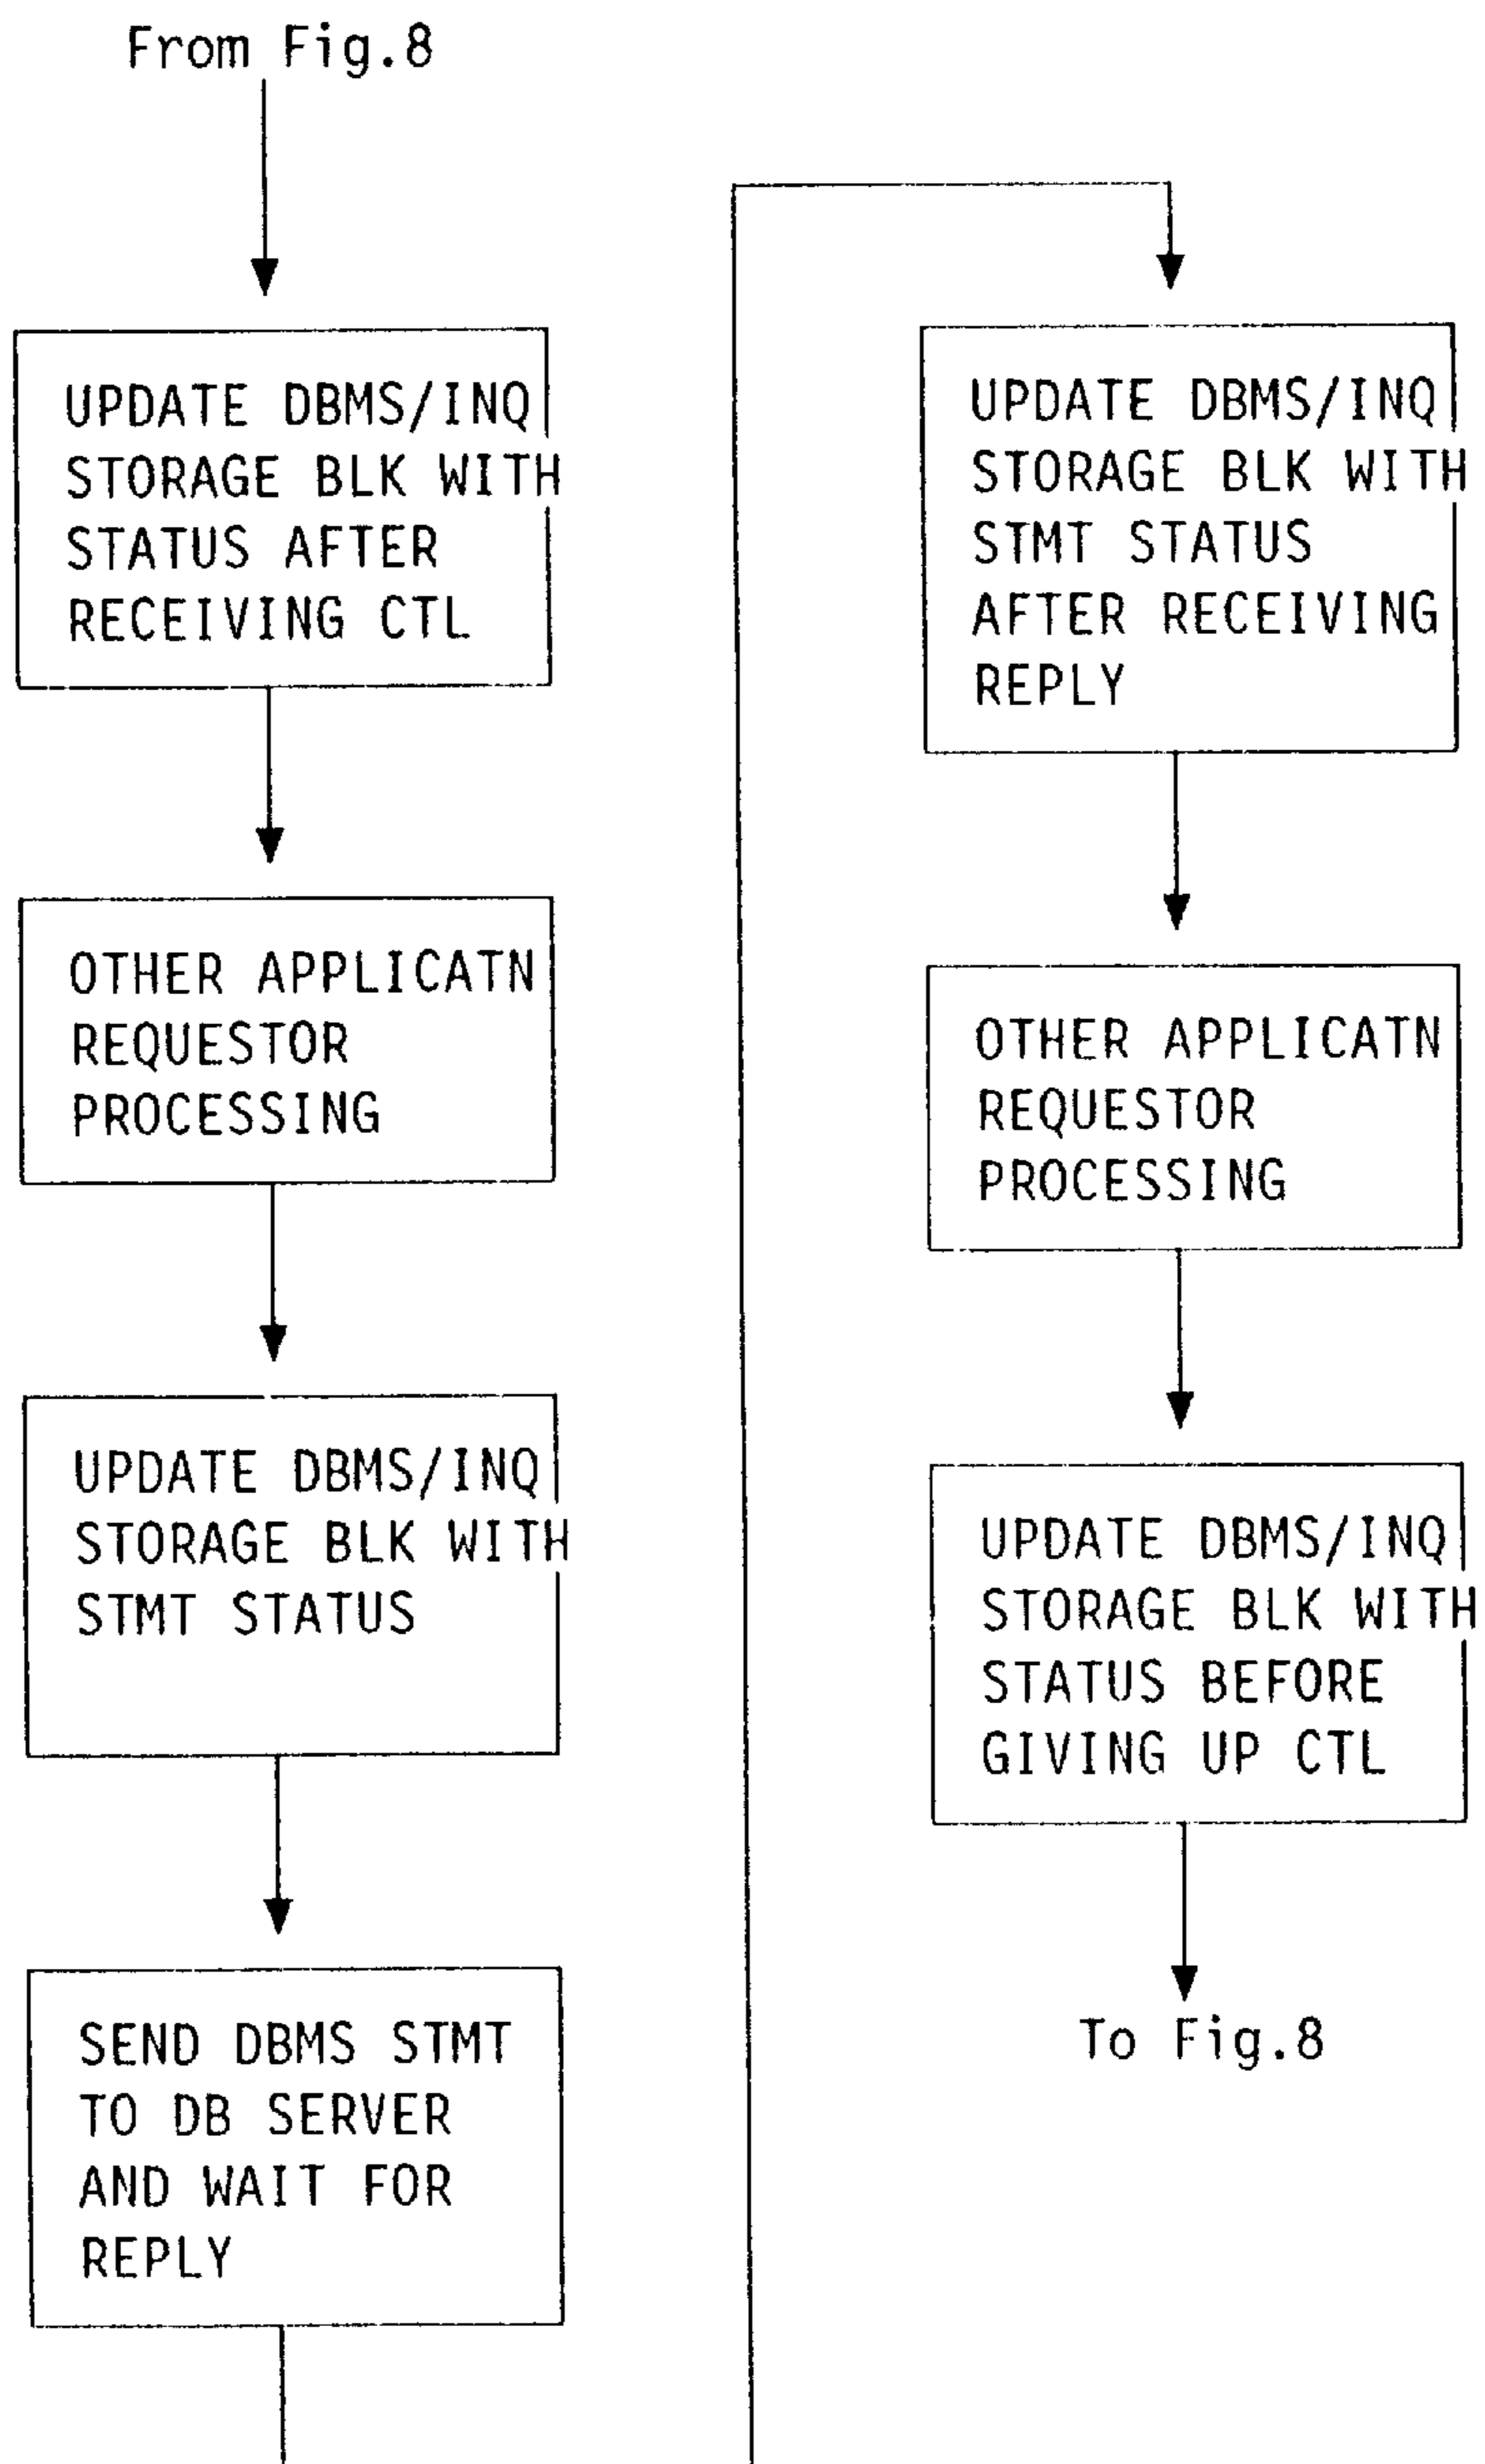 From Fig.8
UPDATE DBMS/INQ
STORAGE BLK WITH
STATUS AFTER
RECEIVING CTL
OTHER APPLICATN
REQUESTOR
PROCESSING
UPDATE DBMS/INQ
STORAGE BLK WITH
STMT STATUS
SEND DBMS STMT
TO DB SERVER
AND WAIT FOR
REPLY
UPDATE DBMS/INQ
STORAGE BLK WITH
STMT STATUS
AFTER RECEIVING
REPLY
OTHER APPLICATN
REQUESTOR
PROCESSING
UPDATE DBMS/INQ
STORAGE BLK WITH
STATUS BEFORE
GIVING UP CTL
To Fig.8